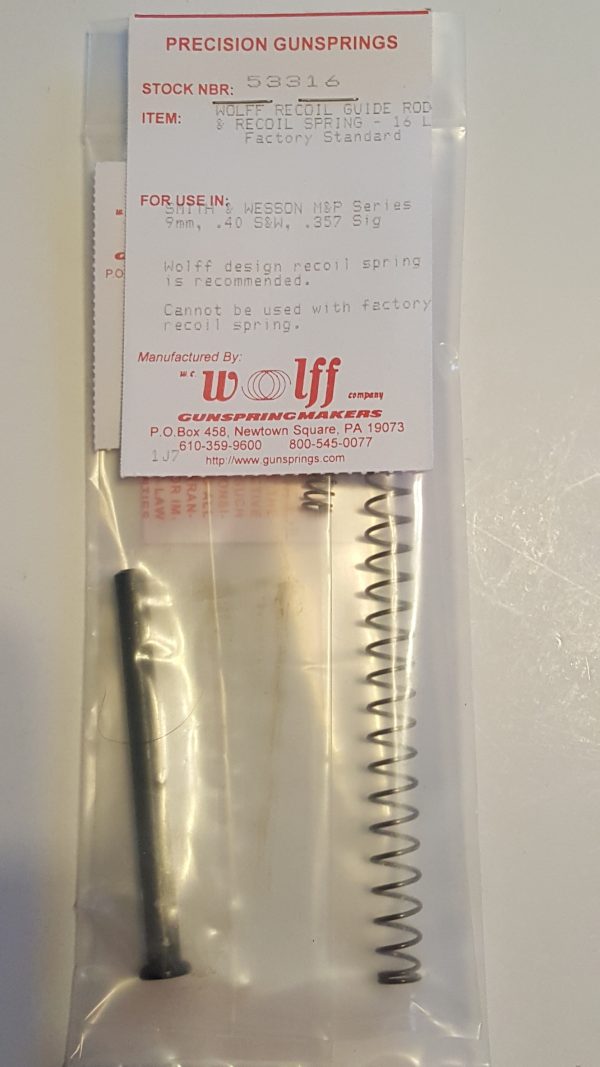 PRECISION GUNSPRINGS
STOCK NBR: 53316
ITEM: WOLFF RECOIL GUIDE ROD
& RECOIL SPRING - 16 L
Factory Standard
FOR USE IN:
SMITH & WESSON M&P Series
9mm, .40 S&W, .357 Sig
Wolff design recoil spring
is recommended.
Cannot be used with factory
recoil spring.
Manufactured By:
w.c. wolff company
GUNSPRINGMAKERS
P.O.Box 458, Newtown Square, PA 19073
610-359-9600 800-545-0077
1J7 http://www.gunsprings.com
P.O